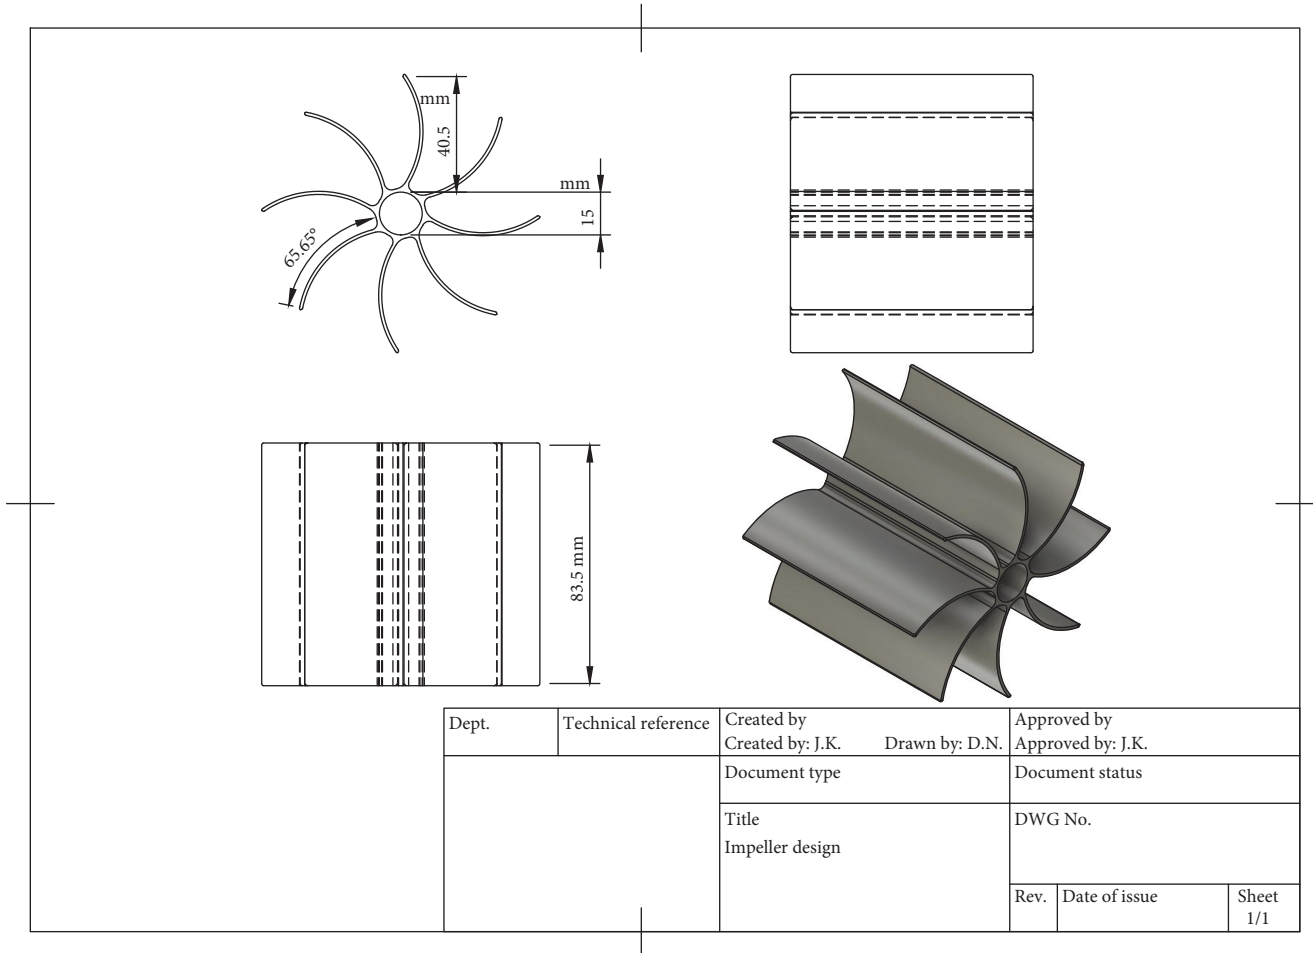 mm
40.5
mm
15
65.65°
83.5 mm
Dept.
Technical reference
Created by
Created by: J.K. Drawn by: D.N.
Approved by
Approved by: J.K.
Document type
Document status
Title
Impeller design
DWG No.
Rev.
Date of issue
Sheet
1/1